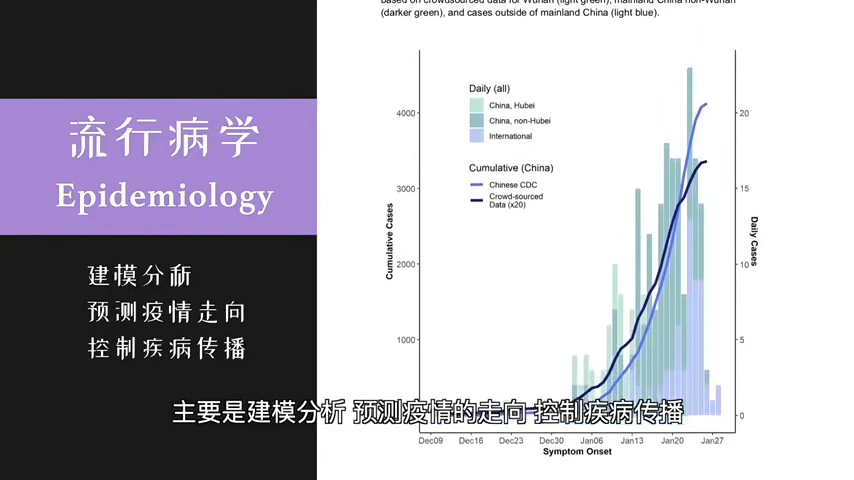 流行病学
Epidemiology
建模分析
预测疫情走向
控制疾病传播
based on crowdsourced data for Wuhan (light green), mainland China non-Wuhan
(darker green), and cases outside of mainland China (light blue).
Daily (all)
China, Hubei
China, non-Hubei
International
Cumulative (China)
Chinese CDC
Crowd-sourced
Data (x20)
Cumulative Cases
4000
3000
2000
1000
Daily Cases
20
15
10
5
0
Dec09 Dec16 Dec23 Dec30 Jan06 Jan13 Jan20 Jan27
Symptom Onset
主要是建模分析 预测疫情的走向 控制疾病传播